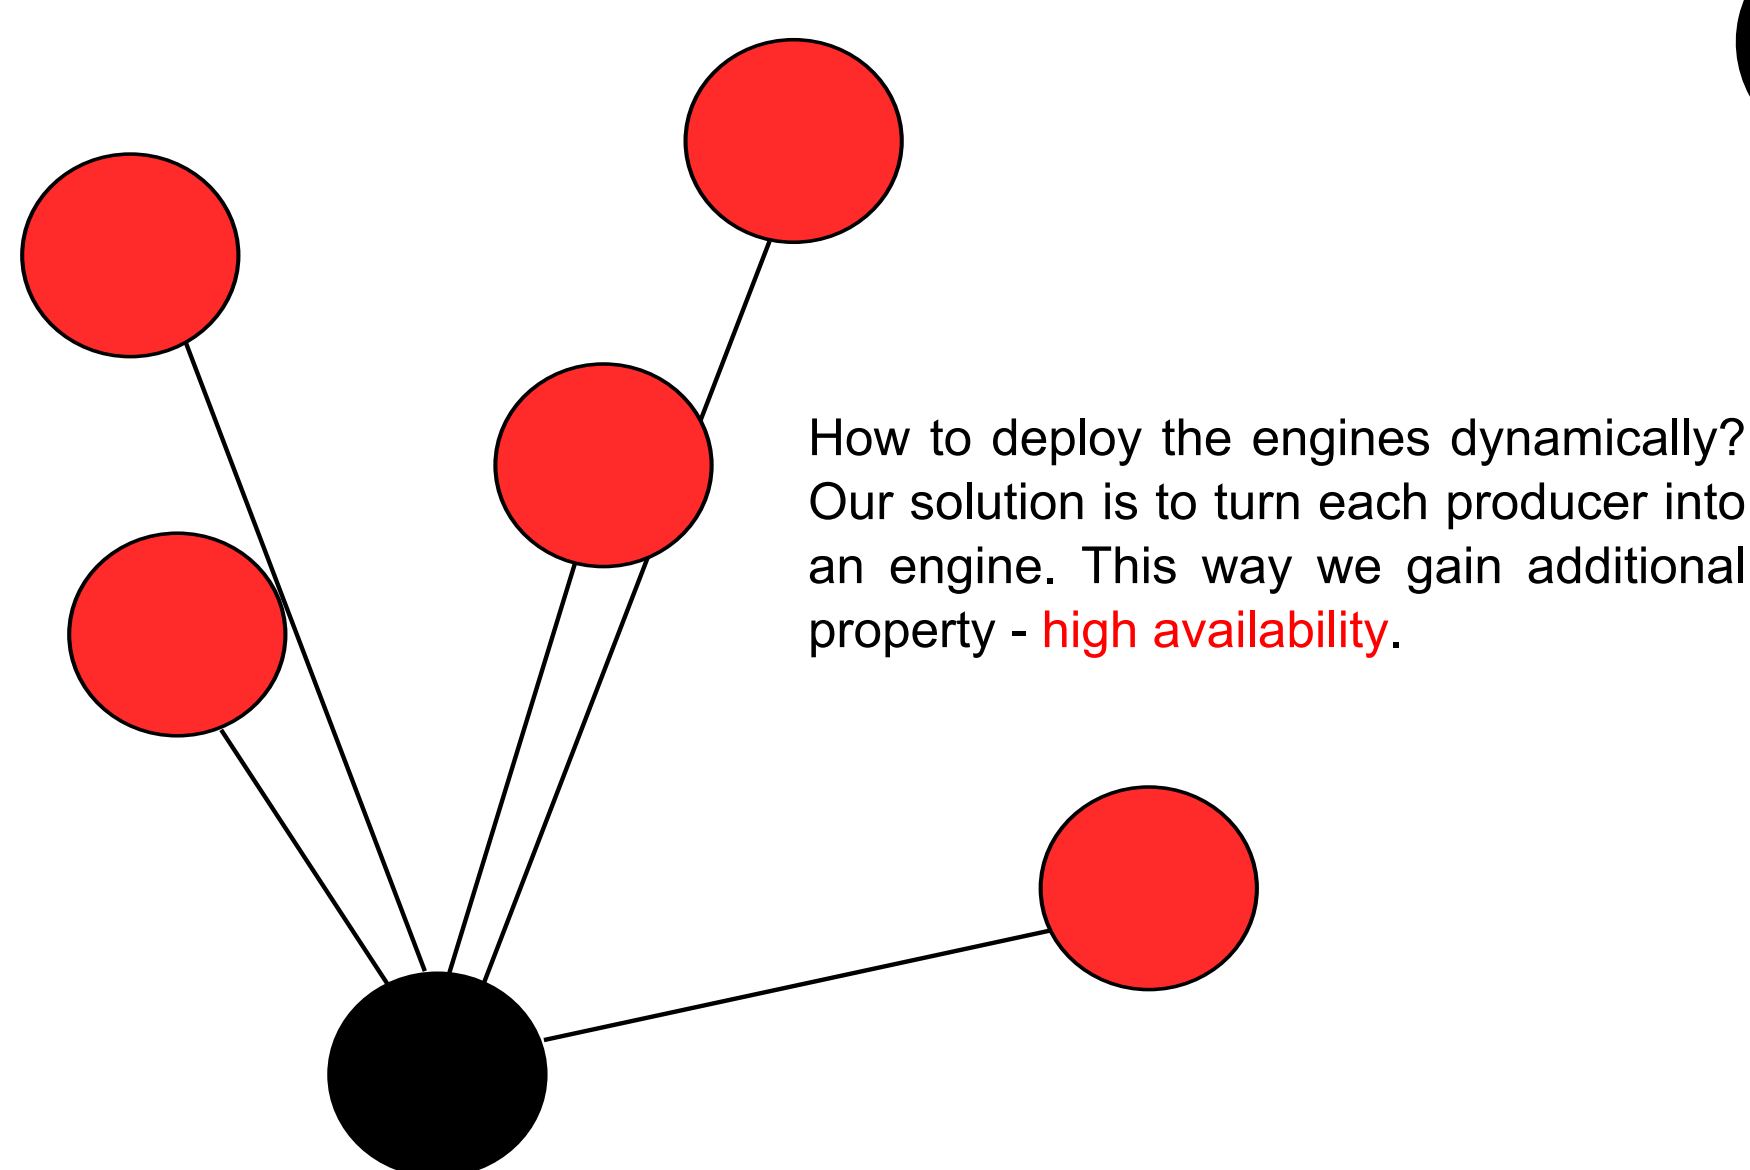 How to deploy the engines dynamically?
Our solution is to turn each producer into
an engine. This way we gain additional
property - high availability.